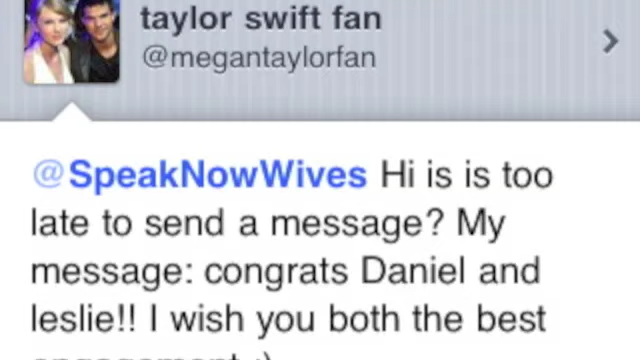 taylor swift fan
@megantaylorfan
@SpeakNowWives Hi is is too
late to send a message? My
message: congrats Daniel and
leslie!! I wish you both the best
engagement :)